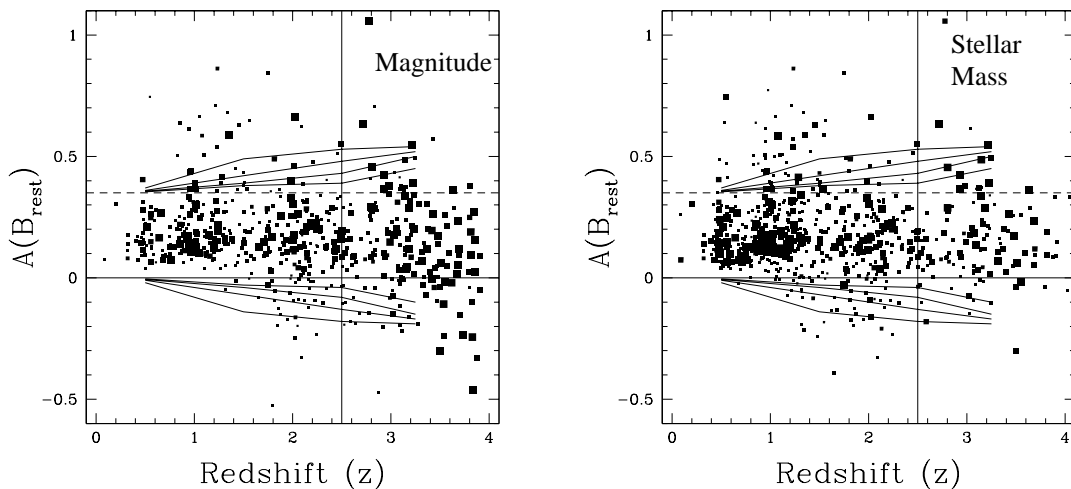 Magnitude
A(B_rest)
1
0.5
0
-0.5
0 1 2 3 4
Redshift (z)
Stellar
Mass
A(B_rest)
1
0.5
0
-0.5
0 1 2 3 4
Redshift (z)